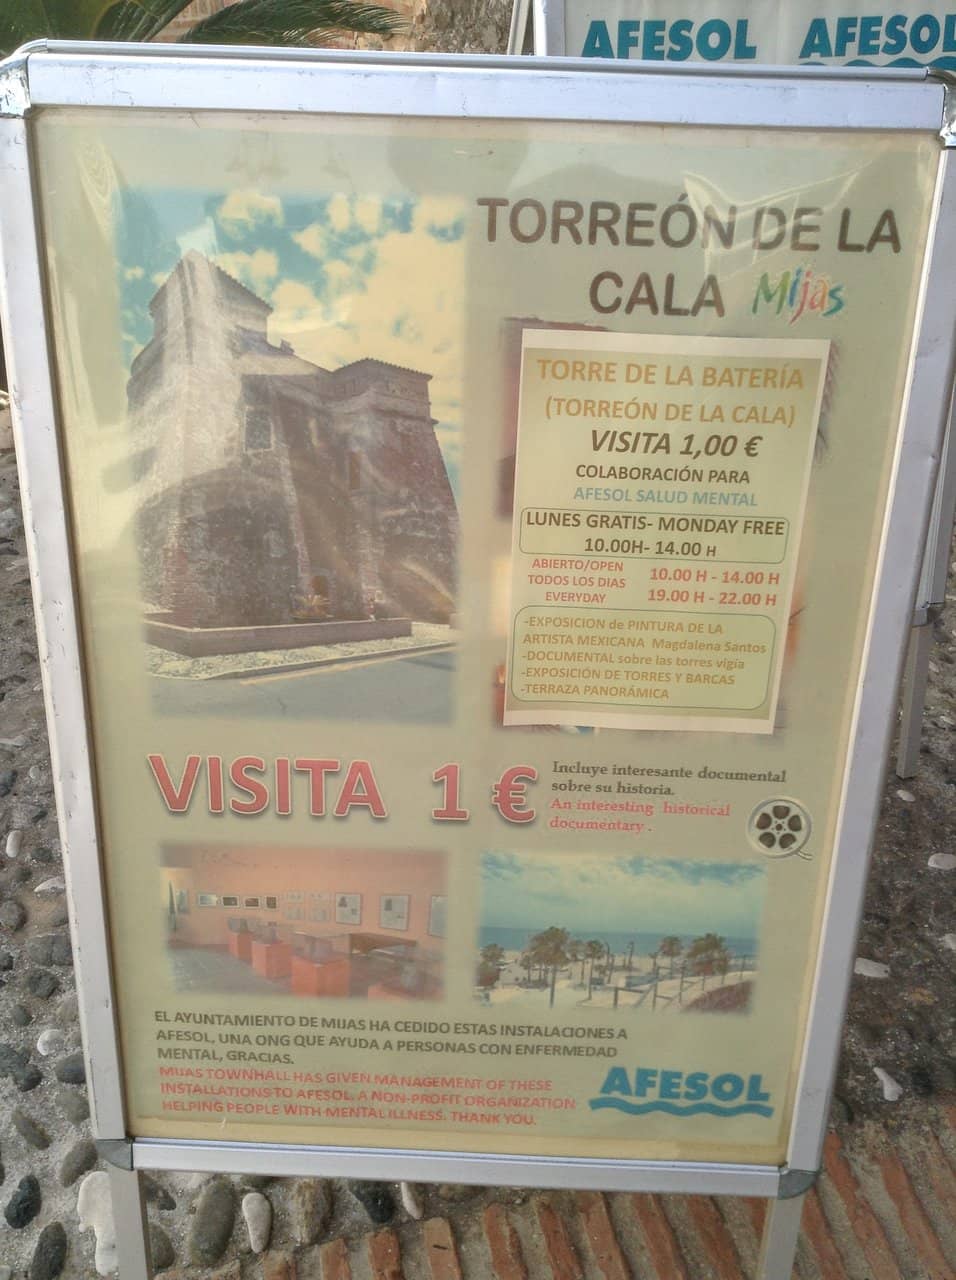 AFESOL AFESOL
TORREÓN DE LA
CALA Mijas
TORRE DE LA BATERÍA
(TORREÓN DE LA CALA)
VISITA 1,00 €
COLABORACIÓN PARA
AFESOL SALUD MENTAL
LUNES GRATIS- MONDAY FREE
10.00H- 14.00 H
ABIERTO/OPEN
TODOS LOS DIAS
EVERYDAY
10.00 H - 14.00 H
19.00 H - 22.00 H
-EXPOSICION de PINTURA DE LA
ARTISTA MEXICANA Magdalena Santos
-DOCUMENTAL sobre las torres vigía
-EXPOSICIÓN DE TORRES Y BARCAS
-TERRAZA PANORÁMICA
VISITA 1 €
Incluye interesante documental
sobre su historia.
An interesting historical
documentary .
EL AYUNTAMIENTO DE MIJAS HA CEDIDO ESTAS INSTALACIONES A
AFESOL, UNA ONG QUE AYUDA A PERSONAS CON ENFERMEDAD
MENTAL, GRACIAS.
MIJAS TOWNHALL HAS GIVEN MANAGEMENT OF THESE
INSTALLATIONS TO AFESOL. A NON-PROFIT ORGANIZATION
HELPING PEOPLE WITH MENTAL ILLNESS. THANK YOU.
AFESOL